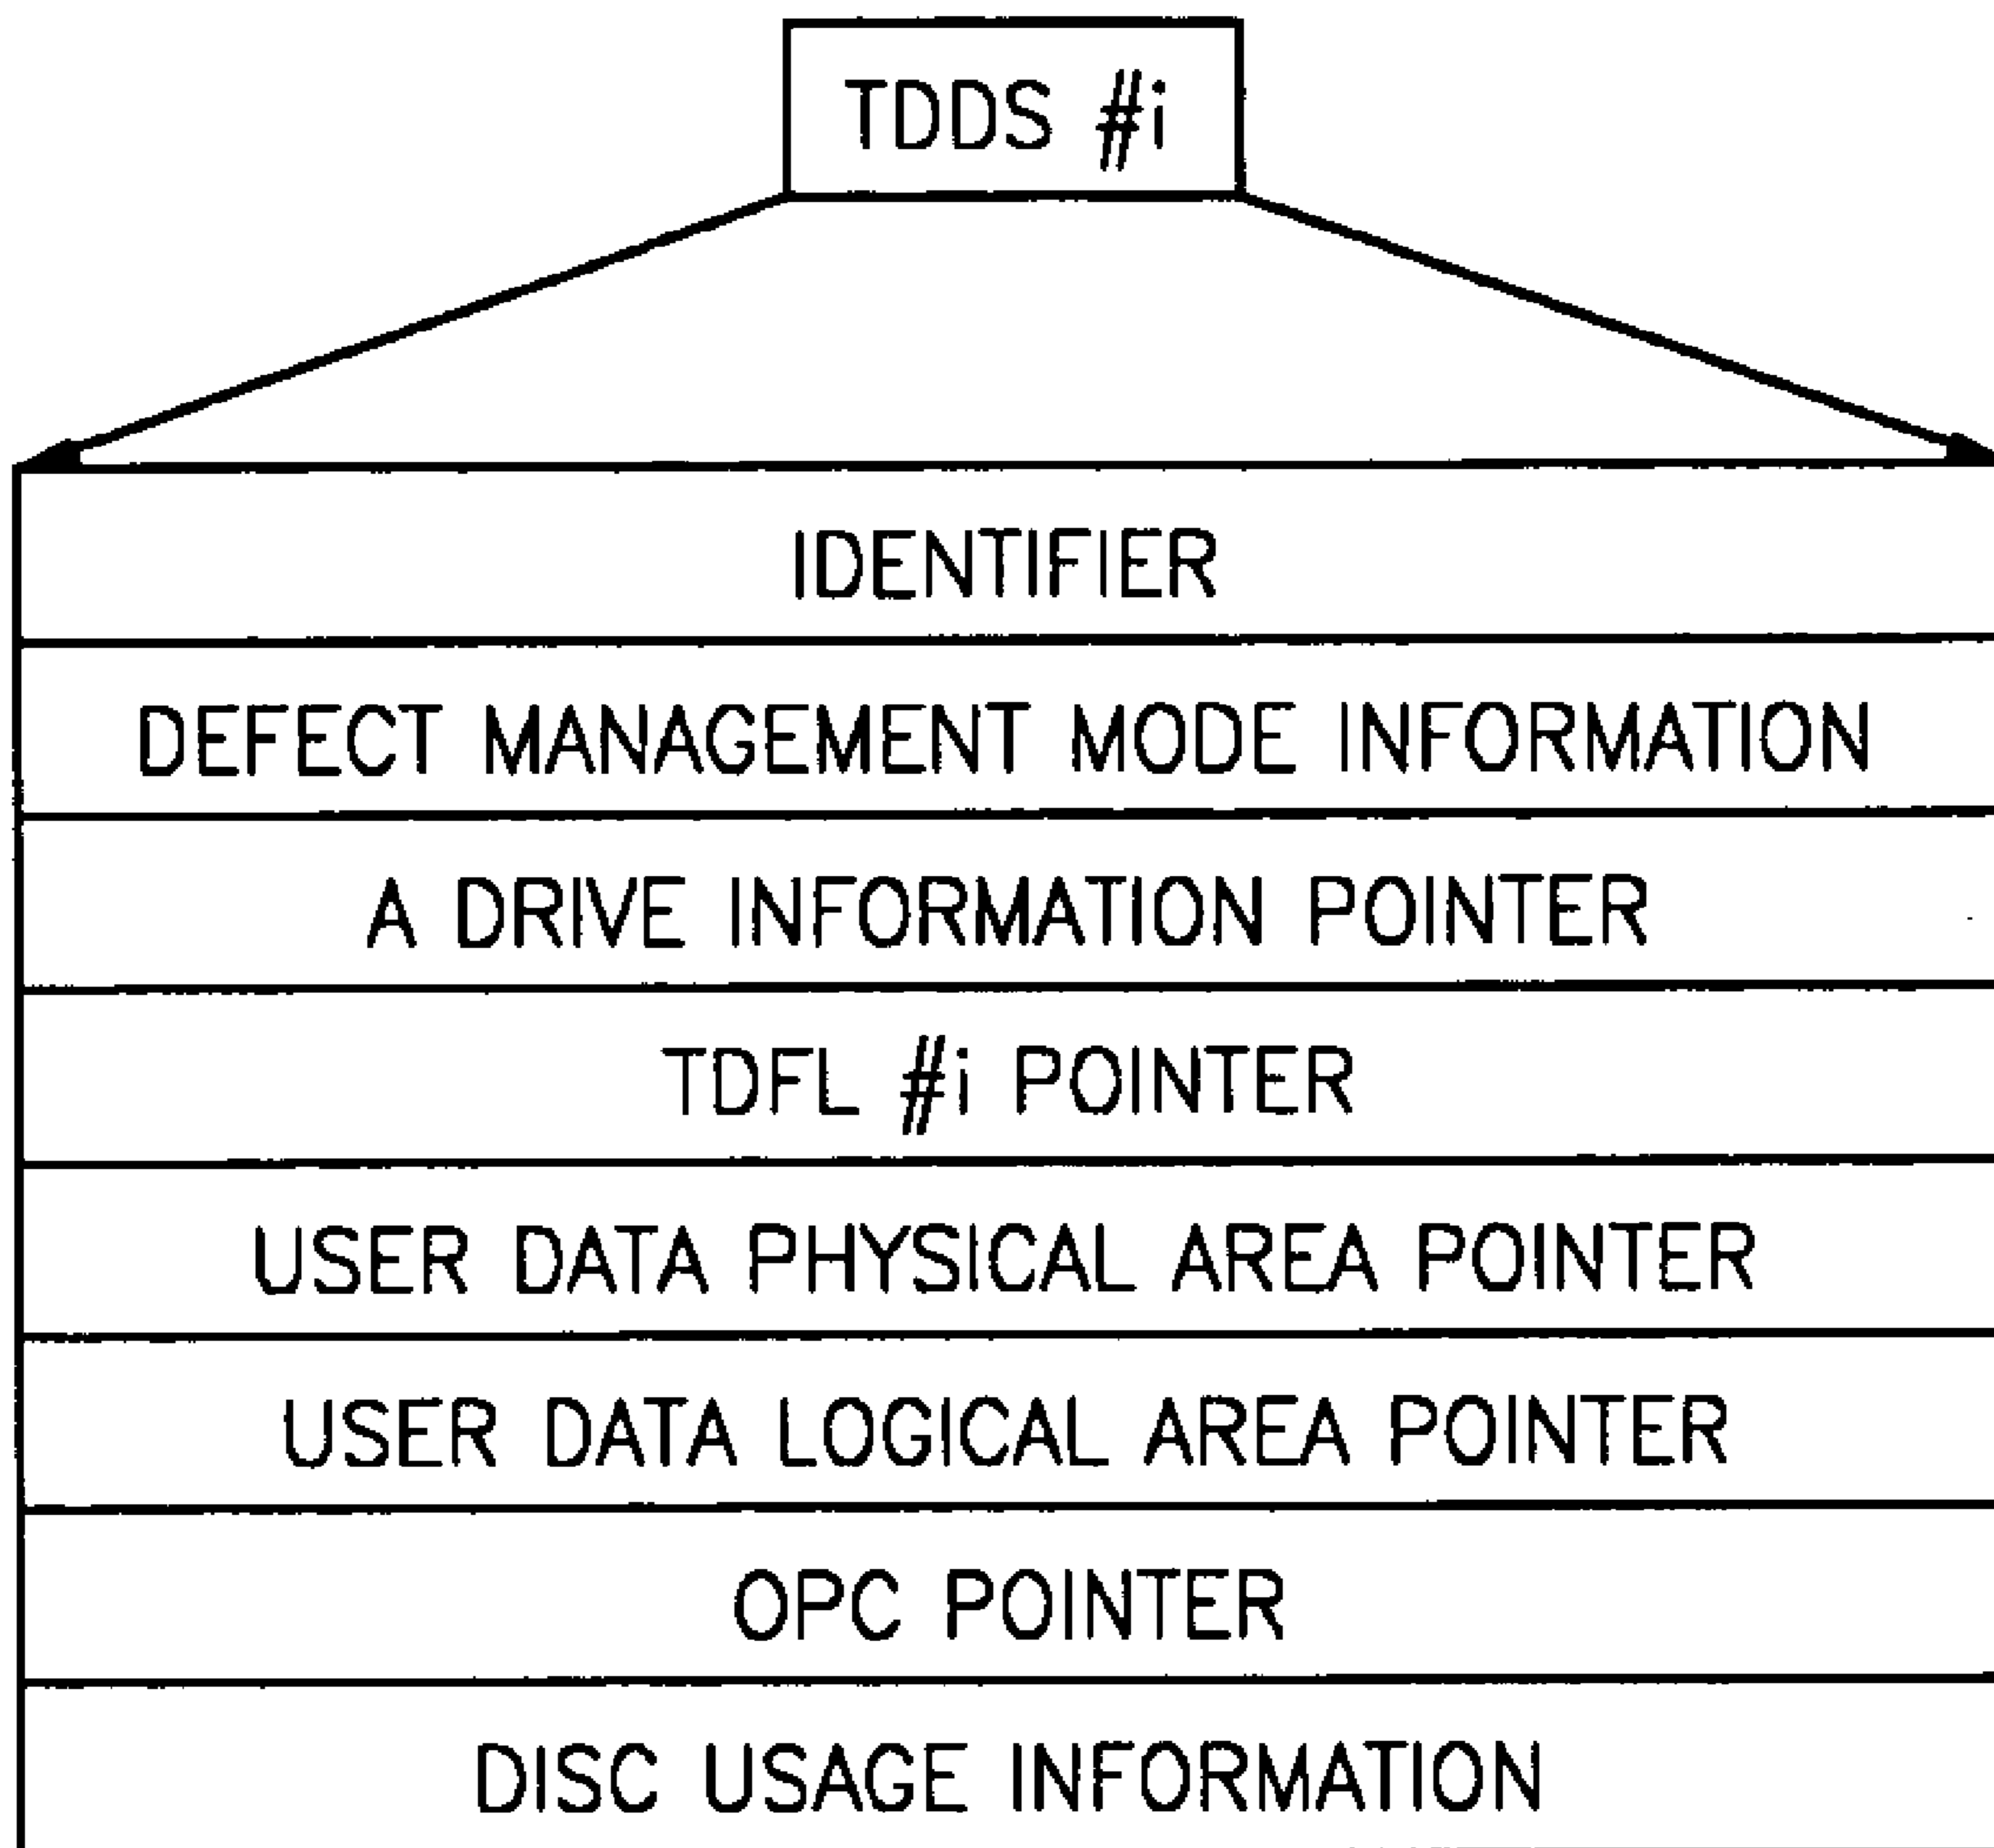 TDDS #i
IDENTIFIER
DEFECT MANAGEMENT MODE INFORMATION
A DRIVE INFORMATION POINTER
TDFL #i POINTER
USER DATA PHYSICAL AREA POINTER
USER DATA LOGICAL AREA POINTER
OPC POINTER
DISC USAGE INFORMATION